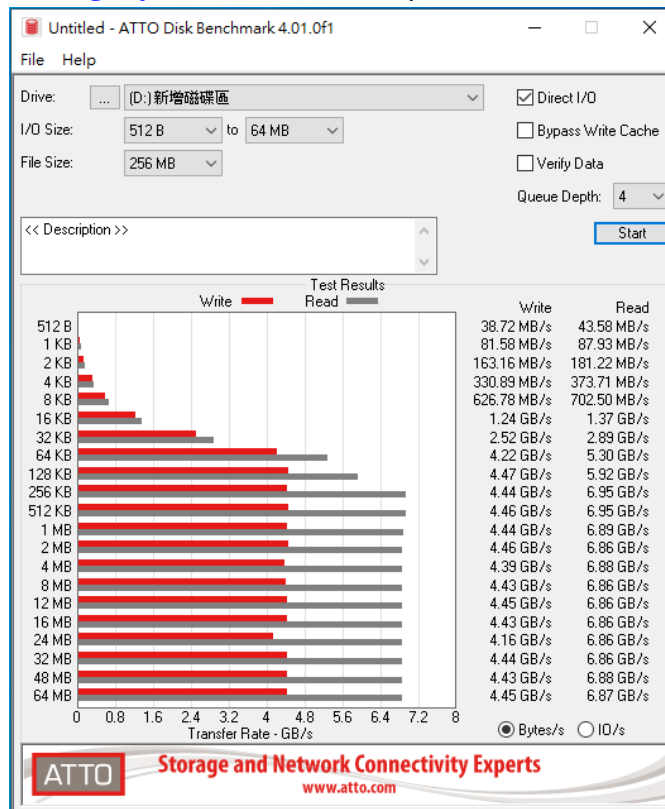 Untitled - ATTO Disk Benchmark 4.01.0f1
File Help
Drive: ... (D:)新增磁碟區 Direct I/O
I/O Size: 512 B to 64 MB Bypass Write Cache
File Size: 256 MB Verify Data
Queue Depth: 4
<< Description >> Start
Test Results
Write Read Write Read
512 B 38.72 MB/s 43.58 MB/s
1 KB 81.58 MB/s 87.93 MB/s
2 KB 163.16 MB/s 181.22 MB/s
4 KB 330.89 MB/s 373.71 MB/s
8 KB 626.78 MB/s 702.50 MB/s
16 KB 1.24 GB/s 1.37 GB/s
32 KB 2.52 GB/s 2.89 GB/s
64 KB 4.22 GB/s 5.30 GB/s
128 KB 4.47 GB/s 5.92 GB/s
256 KB 4.44 GB/s 6.95 GB/s
512 KB 4.46 GB/s 6.95 GB/s
1 MB 4.44 GB/s 6.89 GB/s
2 MB 4.46 GB/s 6.86 GB/s
4 MB 4.39 GB/s 6.88 GB/s
8 MB 4.43 GB/s 6.86 GB/s
12 MB 4.45 GB/s 6.86 GB/s
16 MB 4.43 GB/s 6.86 GB/s
24 MB 4.16 GB/s 6.86 GB/s
32 MB 4.44 GB/s 6.86 GB/s
48 MB 4.43 GB/s 6.88 GB/s
64 MB 4.45 GB/s 6.87 GB/s
0 0.8 1.6 2.4 3.2 4 4.8 5.6 6.4 7.2 8
Transfer Rate - GB/s Bytes/s IO/s
ATTO Storage and Network Connectivity Experts
www.atto.com